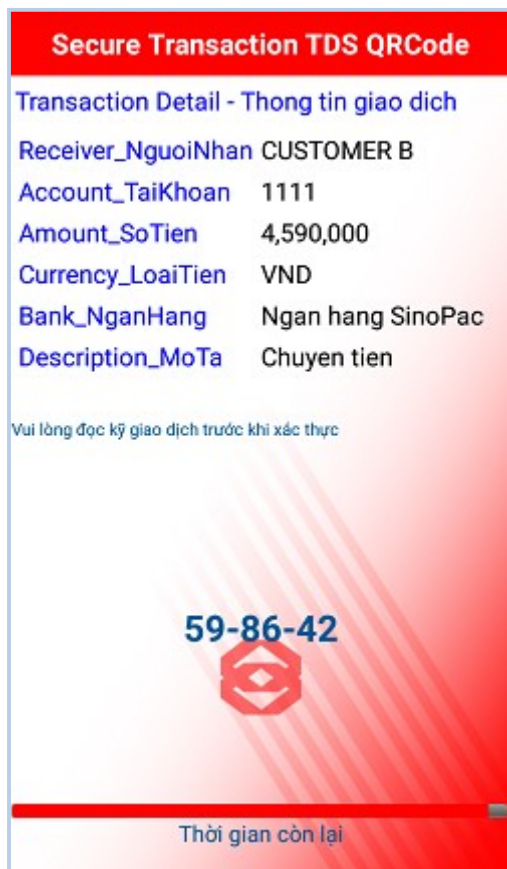 Secure Transaction TDS QRCode
Transaction Detail - Thong tin giao dich
Receiver_NguoiNhan CUSTOMER B
Account_TaiKhoan 1111
Amount_SoTien 4,590,000
Currency_LoaiTien VND
Bank_NganHang Ngan hang SinoPac
Description_MoTa Chuyen tien
Vui lòng đọc kỹ giao dịch trước khi xác thực
59-86-42
Thời gian còn lại